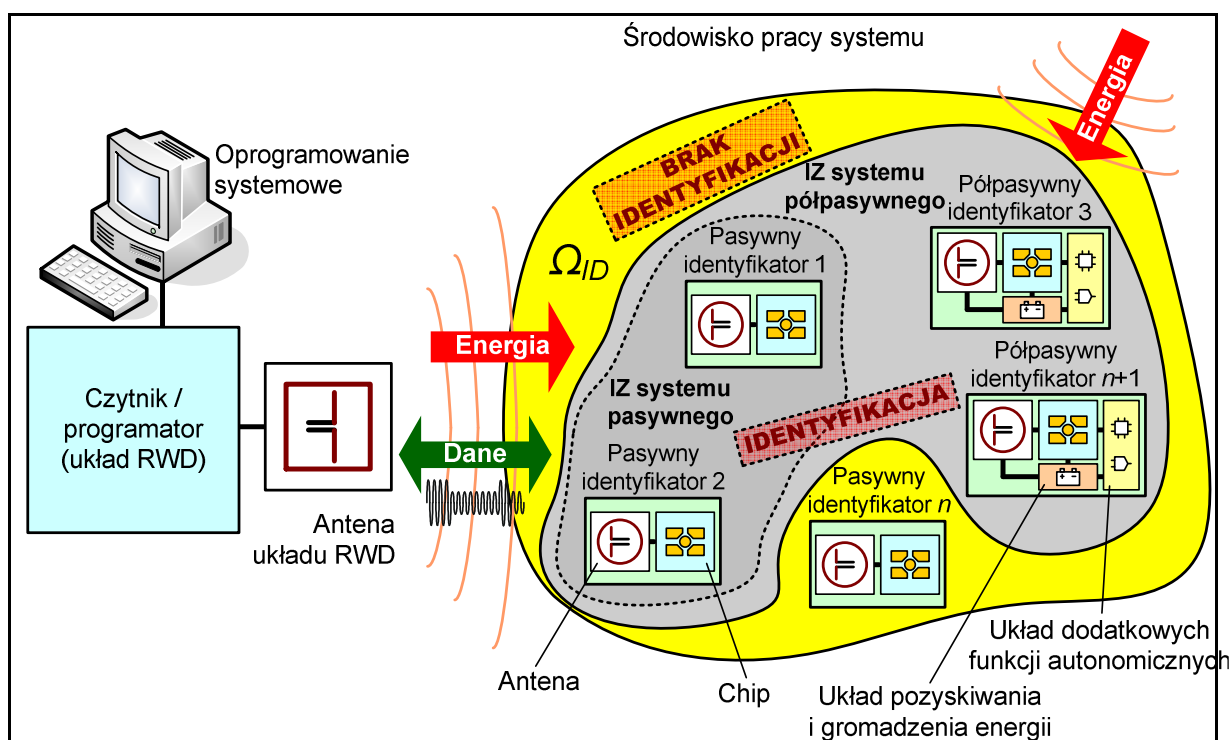 Środowisko pracy systemu
Energia
Oprogramowanie
systemowe
BRAK
IDENTYFIKACJI
IZ systemu
półpasywnego
Półpasywny
identyfikator 3
Ω_ID
Pasywny
identyfikator 1
Energia
Półpasywny
identyfikator n+1
IZ systemu
pasywnego
IDENTYFIKACJA
Czytnik /
programator
(układ RWD)
Dane
Pasywny
identyfikator 2
Pasywny
identyfikator n
Antena
układu RWD
Antena
Chip
Układ dodatkowych
funkcji autonomicznych
Układ pozyskiwania
i gromadzenia energii